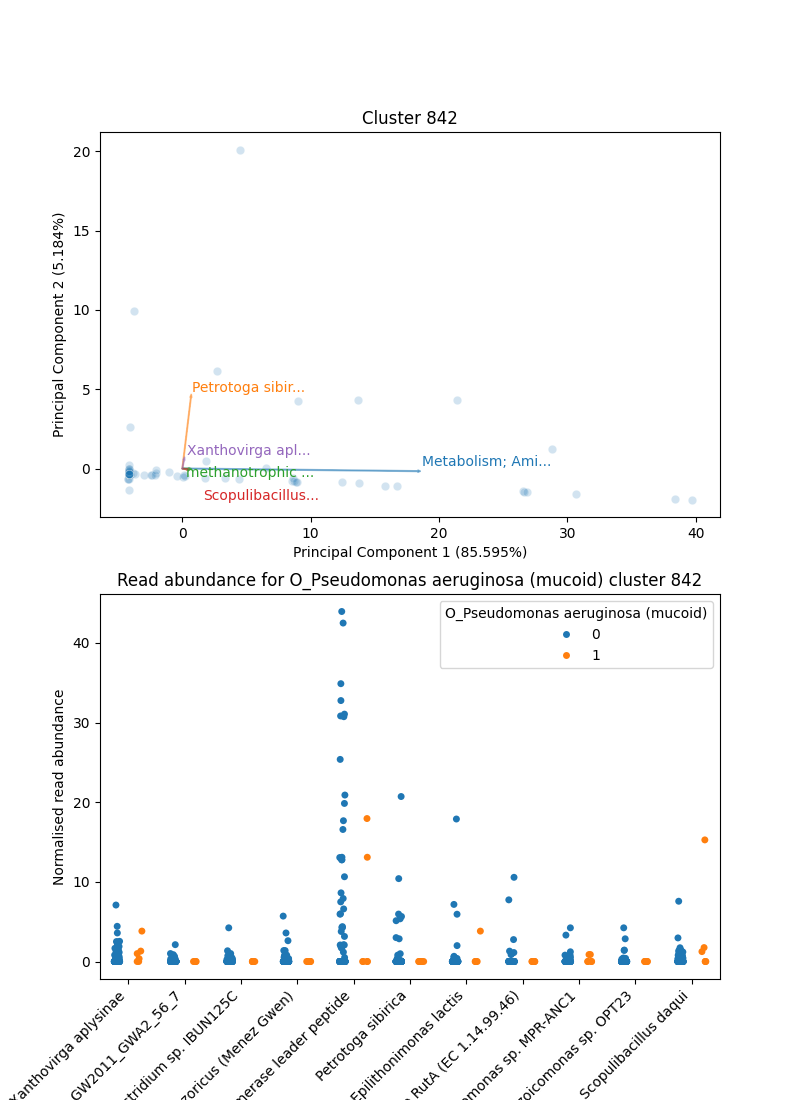 Cluster 842
Principal Component 2 (5.184%)
20
15
10
5
0
Petrotoga sibir...
Xanthovirga apl...
Metabolism; Ami...
methanotrophic ...
Scopulibacillus...
0
10
20
30
40
Principal Component 1 (85.595%)
Read abundance for O_Pseudomonas aeruginosa (mucoid) cluster 842
Normalised read abundance
40
30
20
10
0
O_Pseudomonas aeruginosa (mucoid)
0
1
Xanthovirga aplysinae
GW2011_GWA2_56_7
stridium sp. IBUN125C
zoricus (Menez Gwen)
merase leader peptide
Petrotoga sibirica
Epilithonimonas lactis
RutA (EC 1.14.99.46)
omonas sp. MPR-ANC1
zoicomonas sp. OPT23
Scopulibacillus daqui